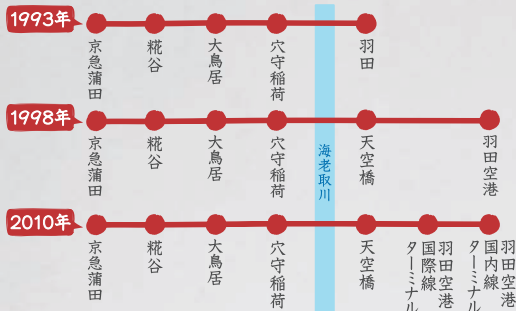 1993年
京急蒲田
糀谷
大鳥居
穴守稲荷
羽田
1998年
京急蒲田
糀谷
大鳥居
穴守稲荷
海老取川
天空橋
羽田空港
2010年
京急蒲田
糀谷
大鳥居
穴守稲荷
天空橋
羽田空港
国際線
ターミナル
羽田空港
国内線
ターミナル